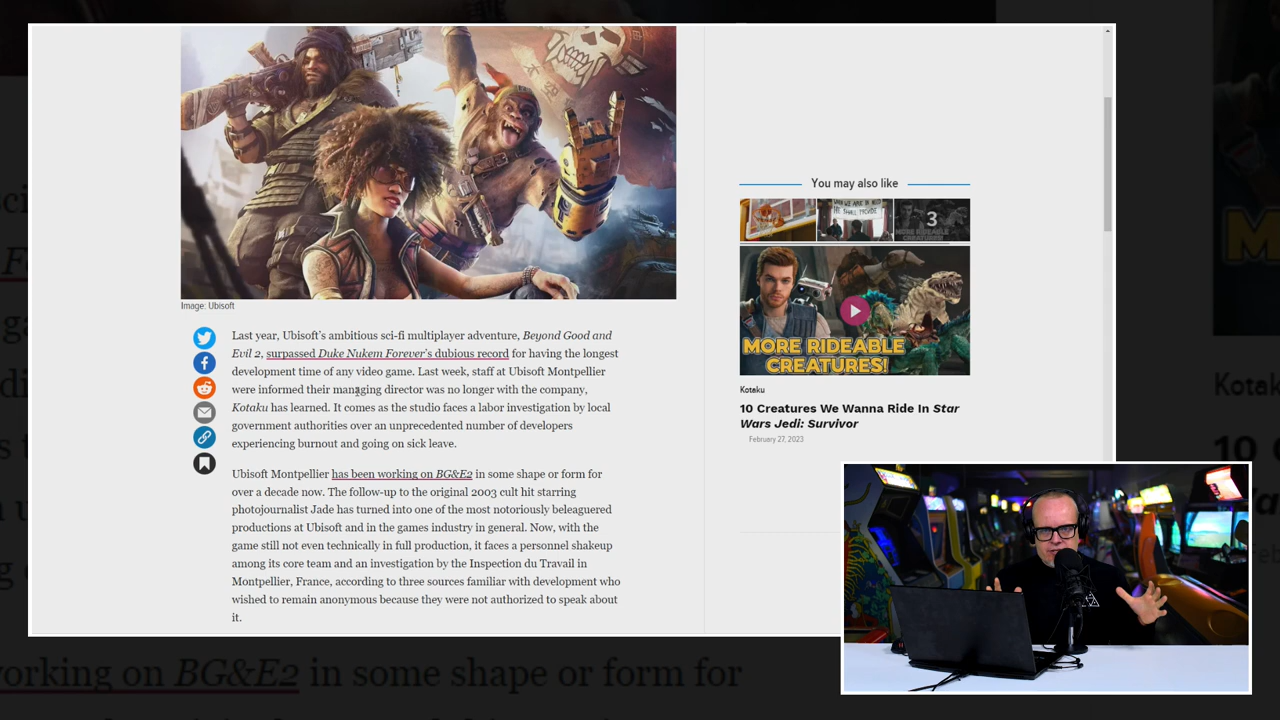 Image: Ubisoft
Last year, Ubisoft's ambitious sci-fi multiplayer adventure, Beyond Good and
Evil 2, surpassed Duke Nukem Forever's dubious record for having the longest
development time of any video game. Last week, staff at Ubisoft Montpellier
were informed their managing director was no longer with the company,
Kotaku has learned. It comes as the studio faces a labor investigation by local
government authorities over an unprecedented number of developers
experiencing burnout and going on sick leave.
Ubisoft Montpellier has been working on BG&E2 in some shape or form for
over a decade now. The follow-up to the original 2003 cult hit starring
photojournalist Jade has turned into one of the most notoriously beleaguered
productions at Ubisoft and in the games industry in general. Now, with the
game still not even technically in full production, it faces a personnel shakeup
among its core team and an investigation by the Inspection du Travail in
Montpellier, France, according to three sources familiar with development who
wished to remain anonymous because they were not authorized to speak about
it.
You may also like
3
MORE RIDEABLE
CREATURES!
Kotaku
10 Creatures We Wanna Ride In Star
Wars Jedi: Survivor
February 27, 2023
orking on BG&E2 in some shape or form for